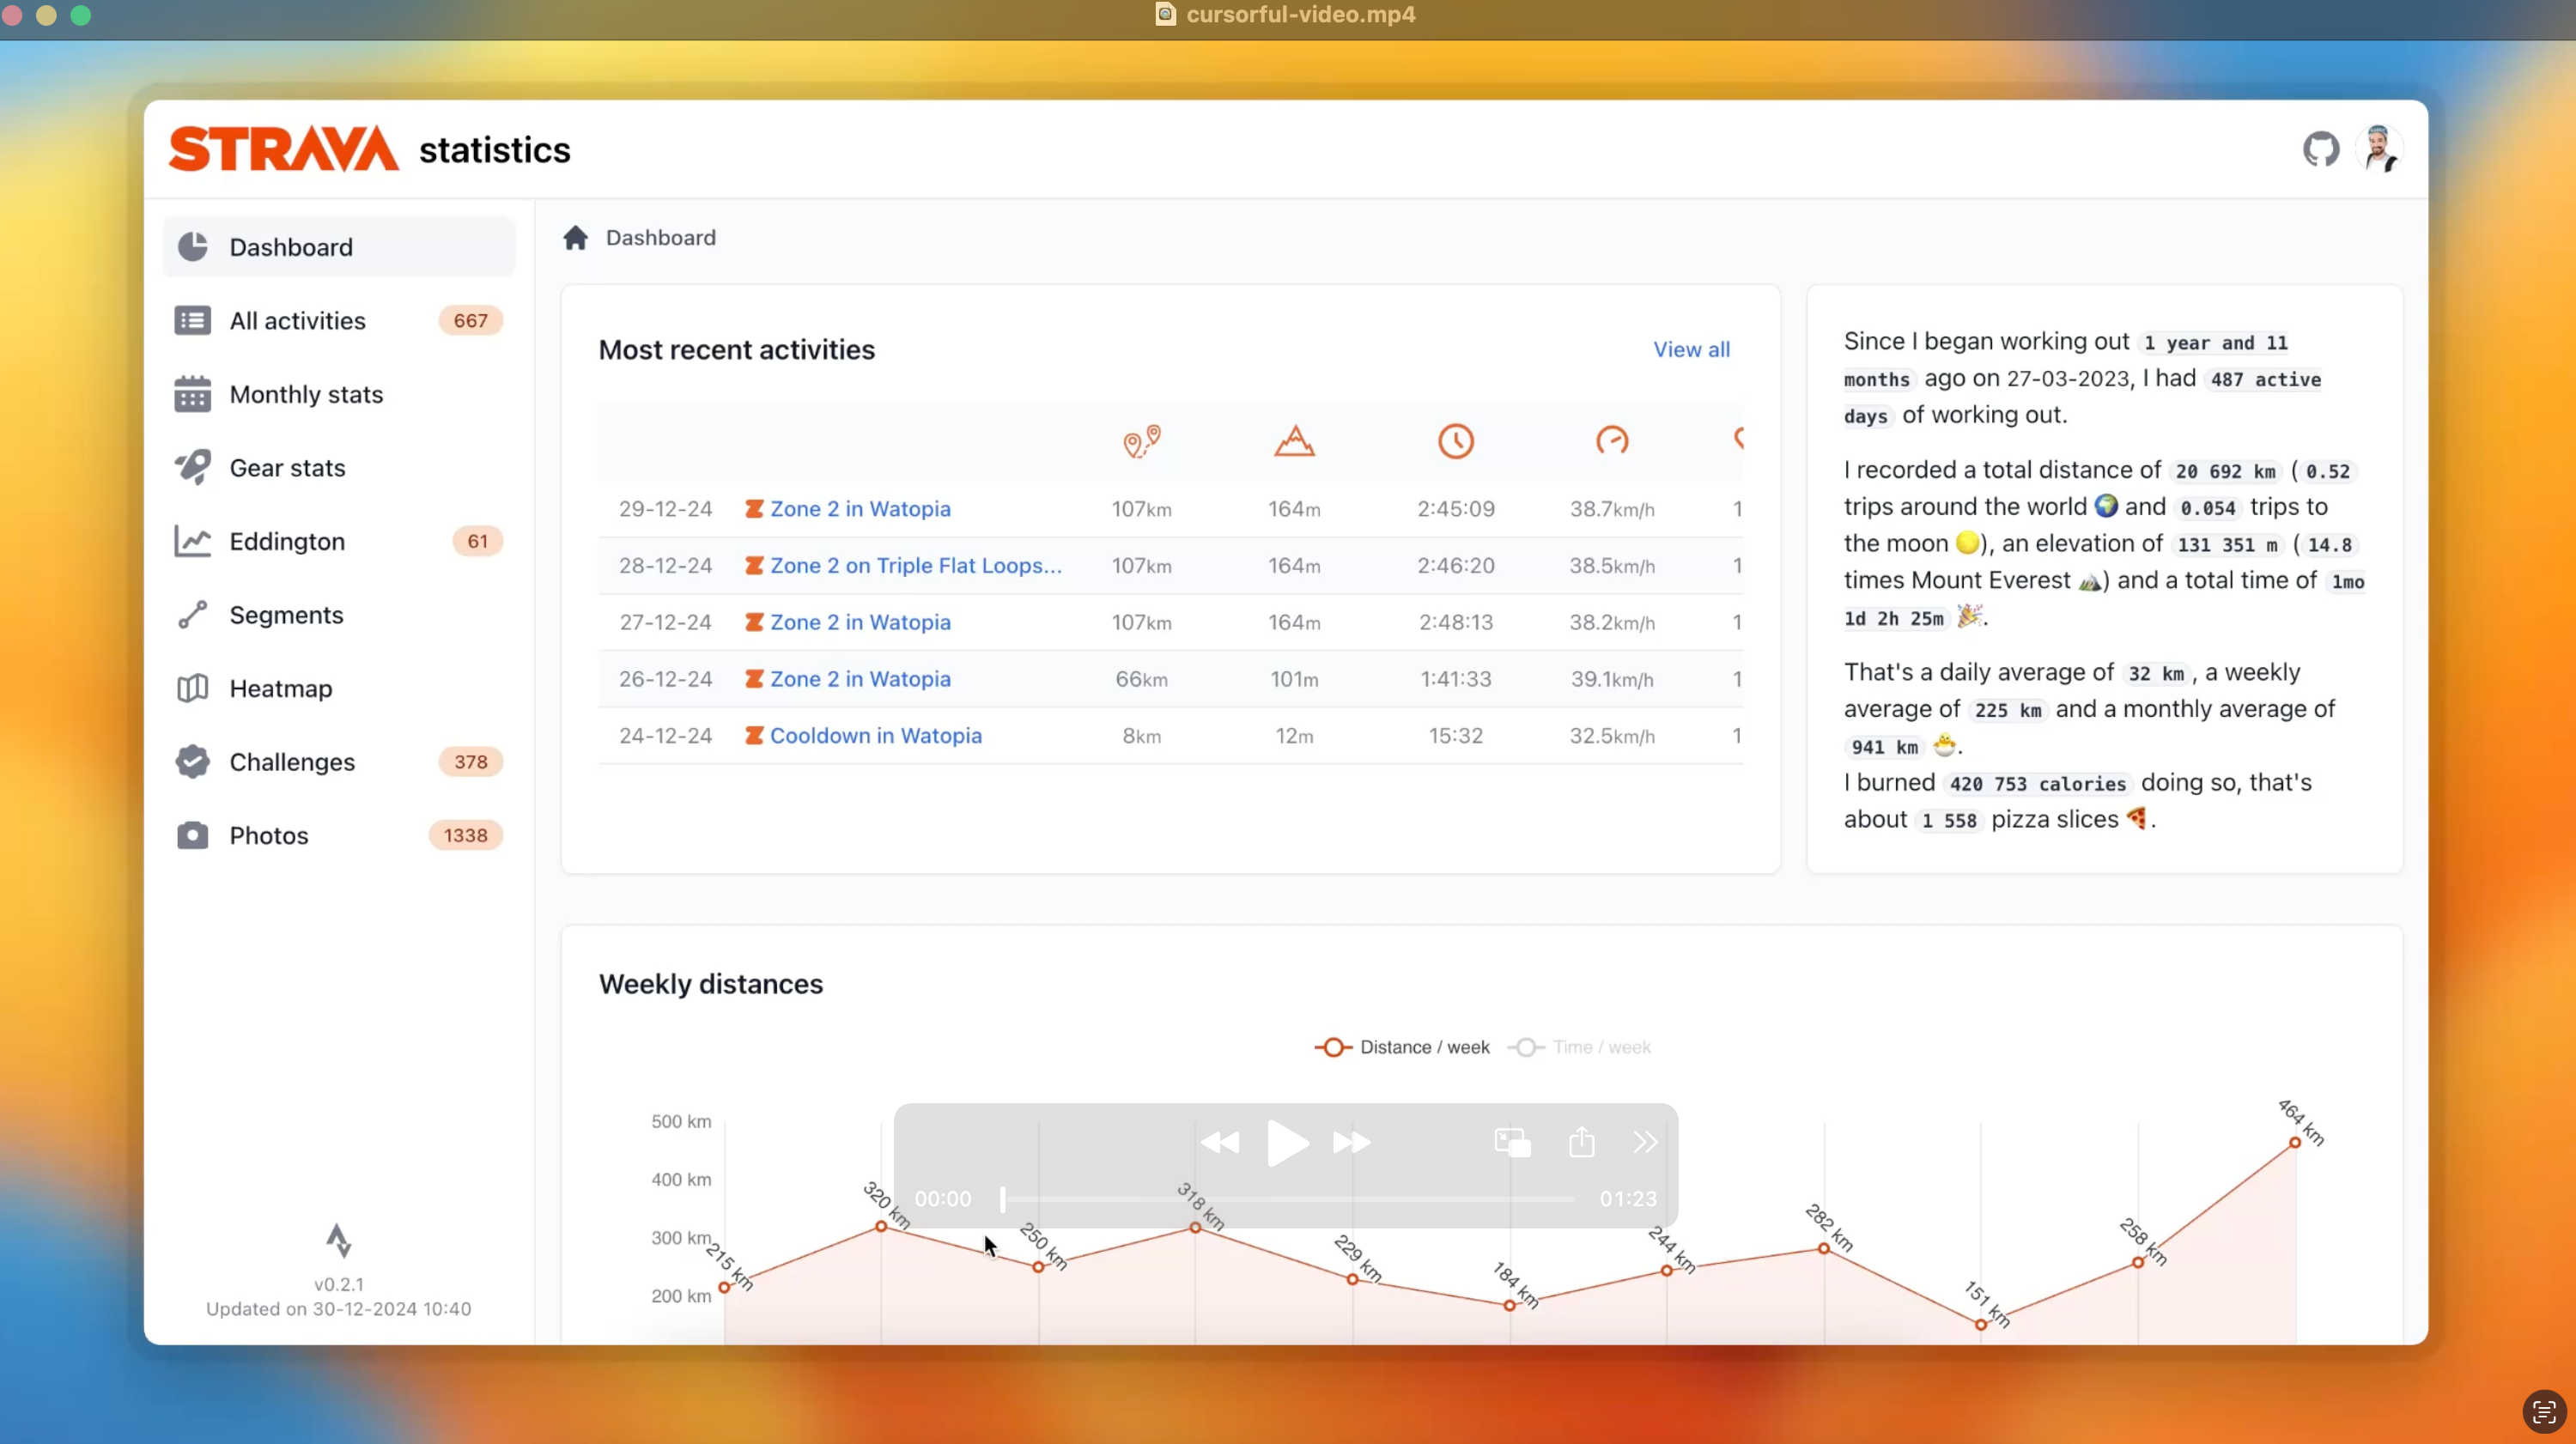 cursorful-video.mp4
STRAVA statistics
Dashboard
All activities 667
Monthly stats
Gear stats
Eddington 61
Segments
Heatmap
Challenges 378
Photos 1338
v0.2.1
Updated on 30-12-2024 10:40
Dashboard
Most recent activities View all
29-12-24 Zone 2 in Watopia 107km 164m 2:45:09 38.7km/h 1
28-12-24 Zone 2 on Triple Flat Loops... 107km 164m 2:46:20 38.5km/h 1
27-12-24 Zone 2 in Watopia 107km 164m 2:48:13 38.2km/h 1
26-12-24 Zone 2 in Watopia 66km 101m 1:41:33 39.1km/h 1
24-12-24 Cooldown in Watopia 8km 12m 15:32 32.5km/h 1
Since I began working out 1 year and 11
months ago on 27-03-2023, I had 487 active
days of working out.
I recorded a total distance of 20 692 km (0.52
trips around the world 🌍 and 0.054 trips to
the moon 🌕), an elevation of 131 351 m (14.8
times Mount Everest 🏔️) and a total time of 1mo
1d 2h 25m 🎉.
That's a daily average of 32 km, a weekly
average of 225 km and a monthly average of
941 km 🐣.
I burned 420 753 calories doing so, that's
about 1 558 pizza slices 🍕.
Weekly distances
Distance / week Time / week
500 km
400 km
300 km
200 km
215 km
320 km
250 km
318 km
229 km
184 km
244 km
282 km
151 km
258 km
464 km
00:00 01:23